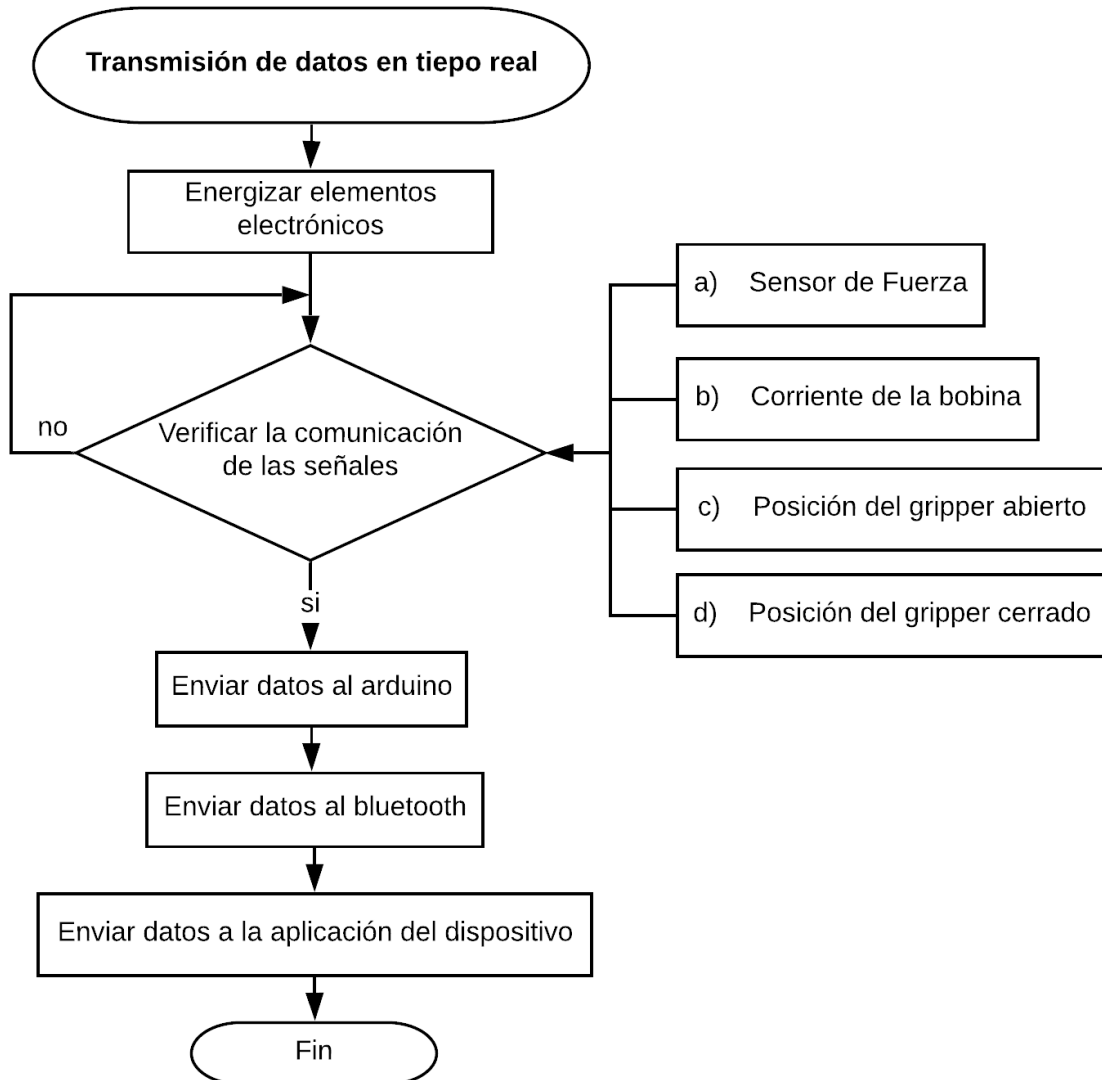 Transmisión de datos en tiepo real
Energizar elementos
electrónicos
no
Verificar la comunicación
de las señales
a) Sensor de Fuerza
b) Corriente de la bobina
c) Posición del gripper abierto
d) Posición del gripper cerrado
si
Enviar datos al arduino
Enviar datos al bluetooth
Enviar datos a la aplicación del dispositivo
Fin